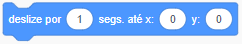 deslize por 1 segs. até x: 0 y: 0